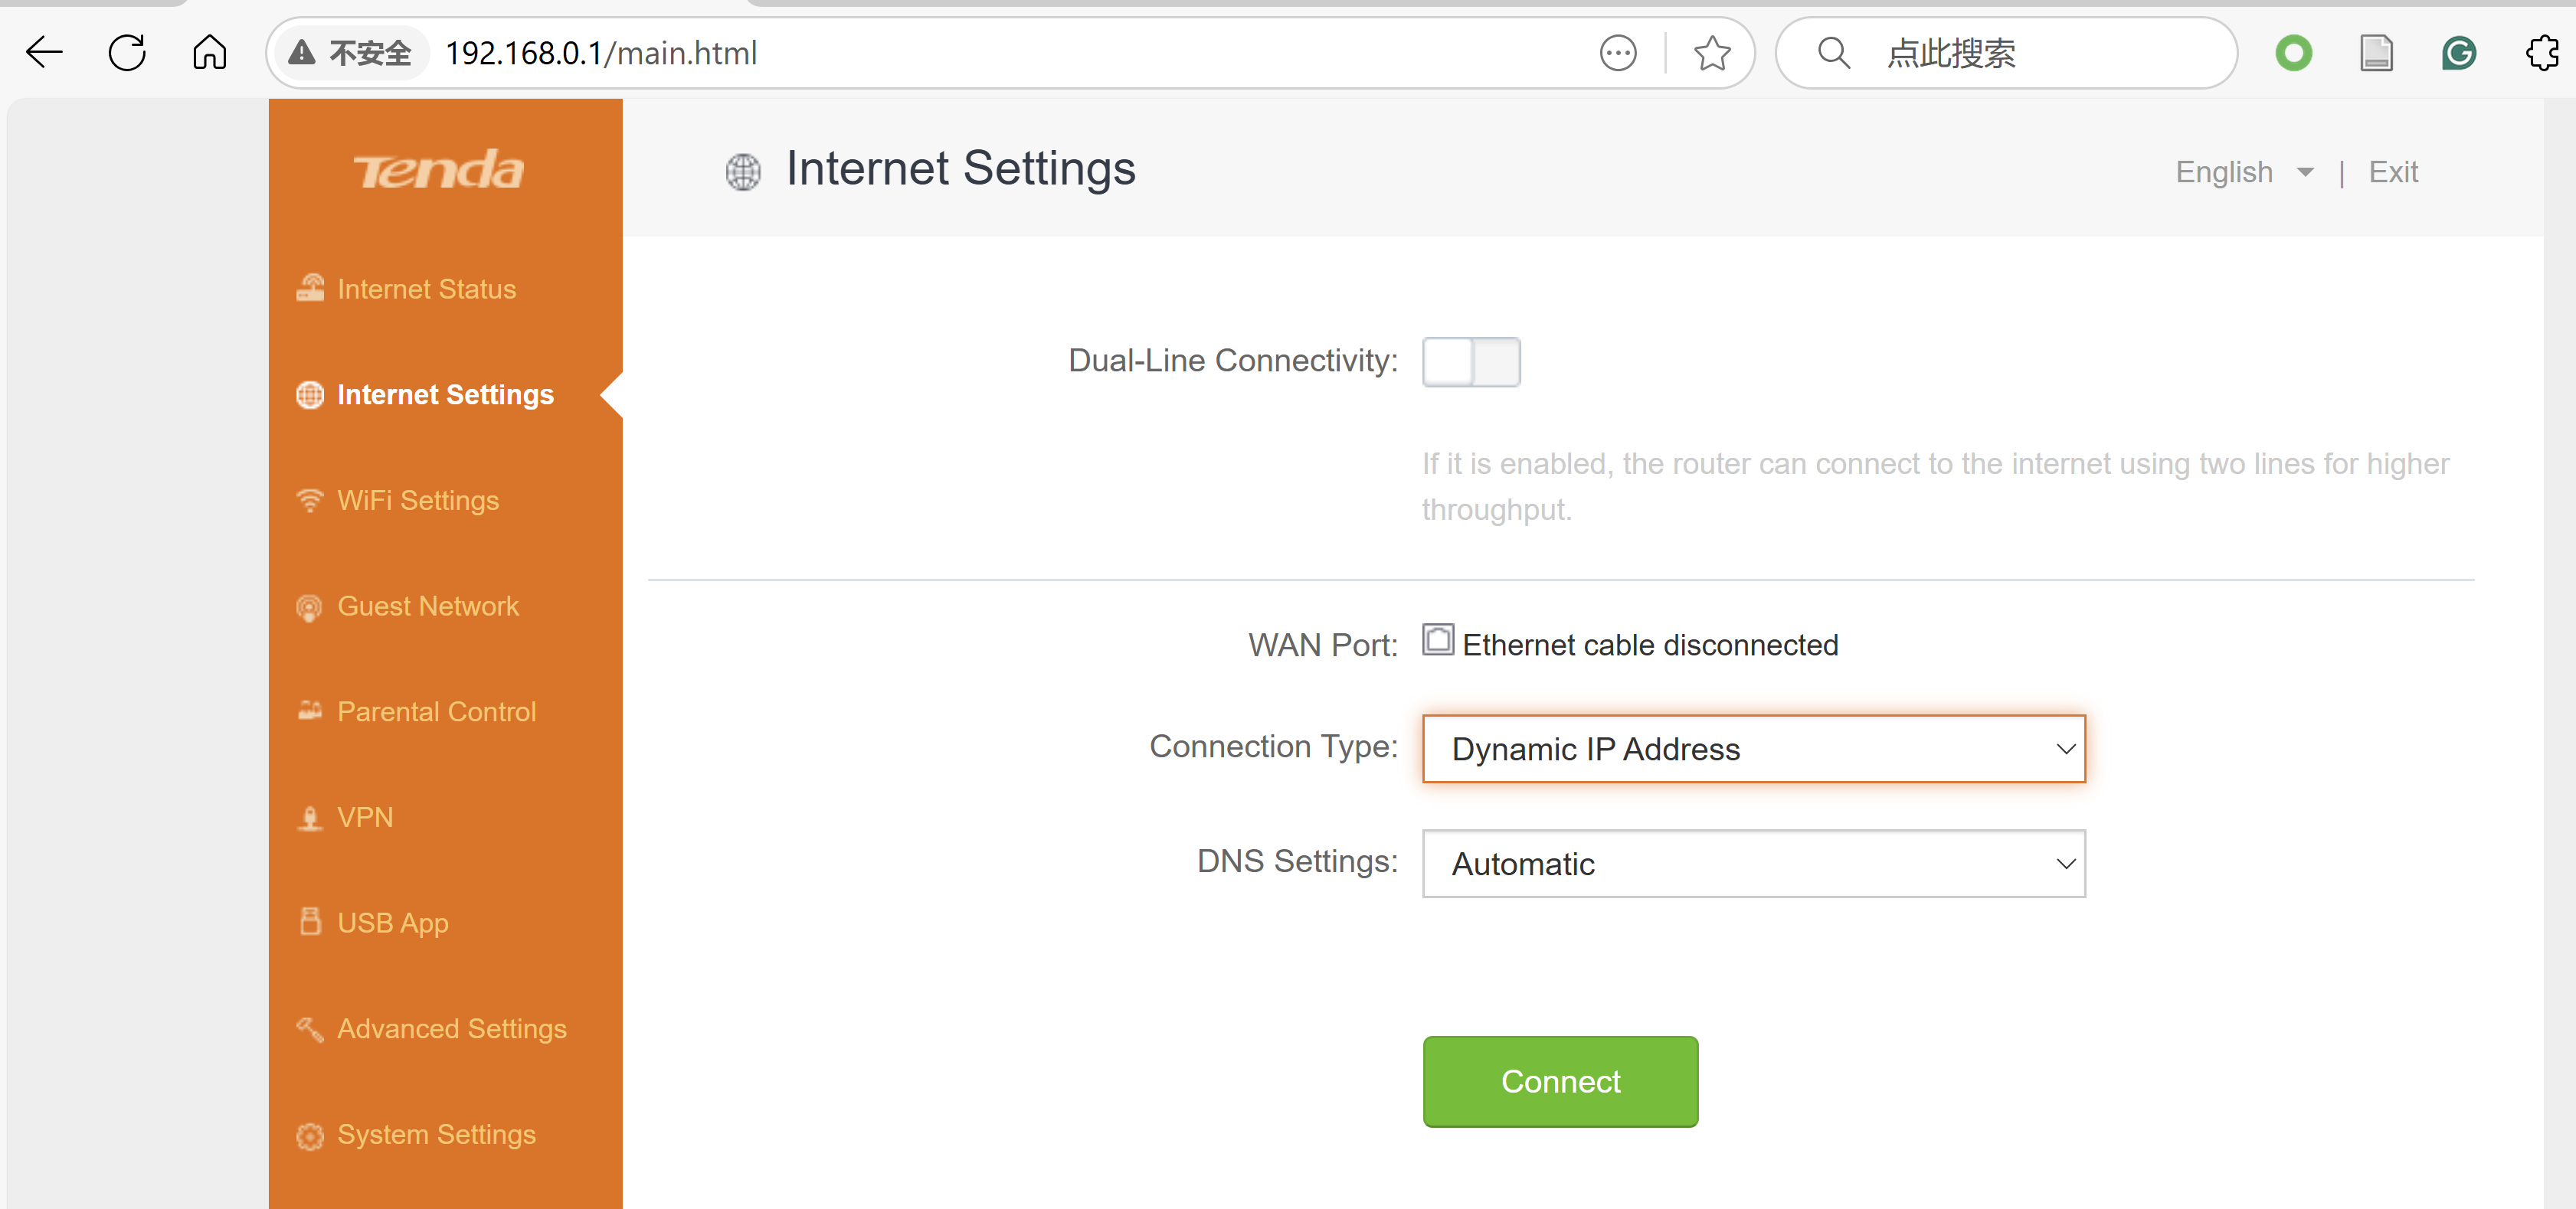 不安全 192.168.0.1/main.html
点此搜索
Tenda
Internet Settings
English | Exit
Internet Status
Internet Settings
WiFi Settings
Guest Network
Parental Control
VPN
USB App
Advanced Settings
System Settings
Dual-Line Connectivity:
If it is enabled, the router can connect to the internet using two lines for higher
throughput.
WAN Port: Ethernet cable disconnected
Connection Type: Dynamic IP Address
DNS Settings: Automatic
Connect